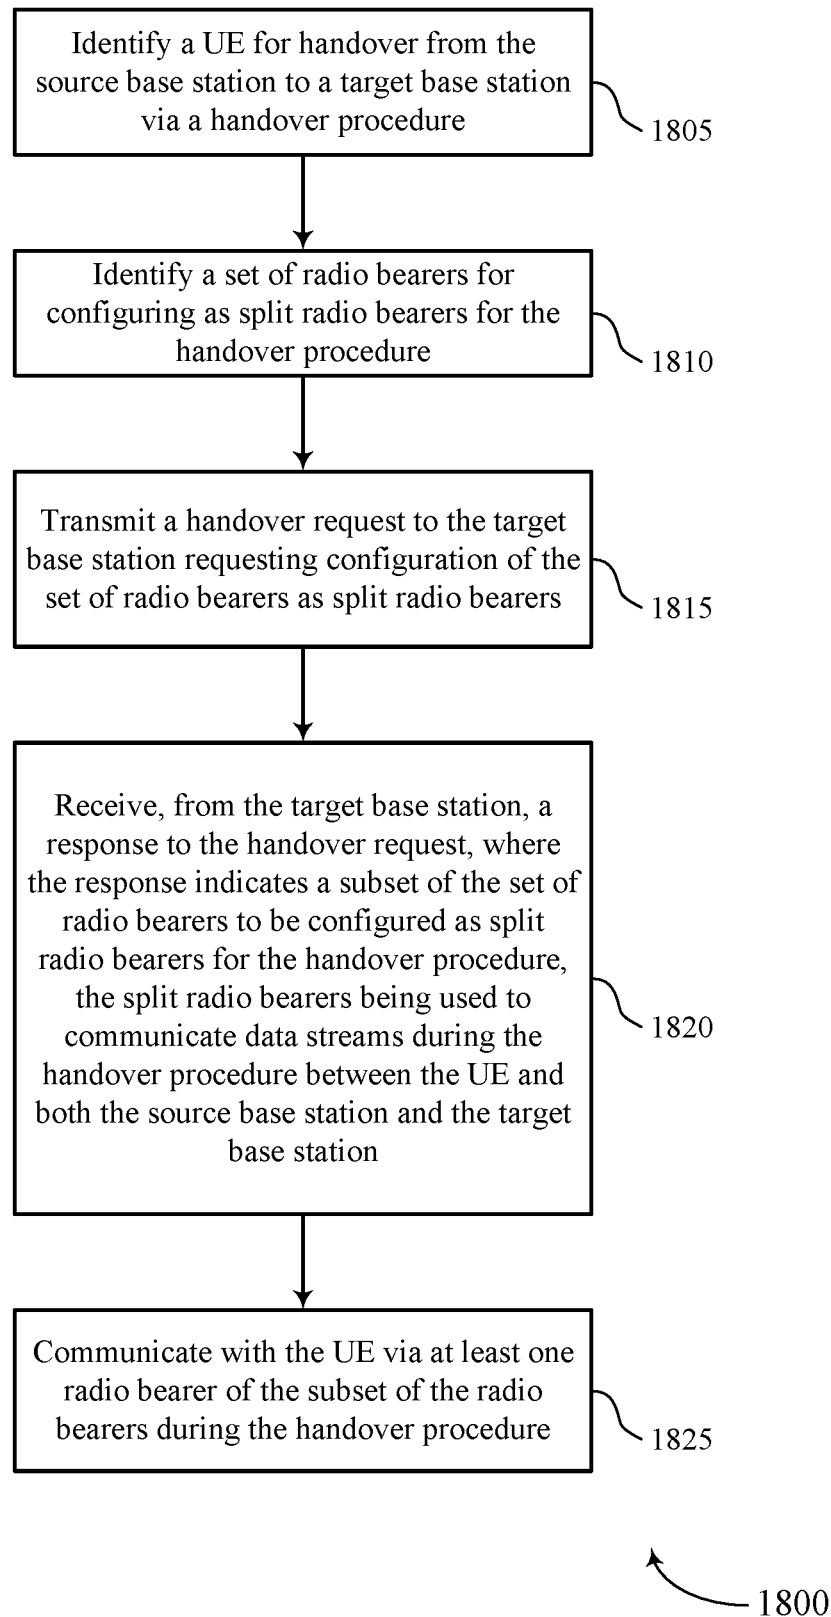 Identify a UE for handover from the
source base station to a target base station
via a handover procedure
1805
Identify a set of radio bearers for
configuring as split radio bearers for the
handover procedure
1810
Transmit a handover request to the target
base station requesting configuration of the
set of radio bearers as split radio bearers
1815
Receive, from the target base station, a
response to the handover request, where
the response indicates a subset of the set of
radio bearers to be configured as split
radio bearers for the handover procedure,
the split radio bearers being used to
communicate data streams during the
handover procedure between the UE and
both the source base station and the target
base station
1820
Communicate with the UE via at least one
radio bearer of the subset of the radio
bearers during the handover procedure
1825
1800